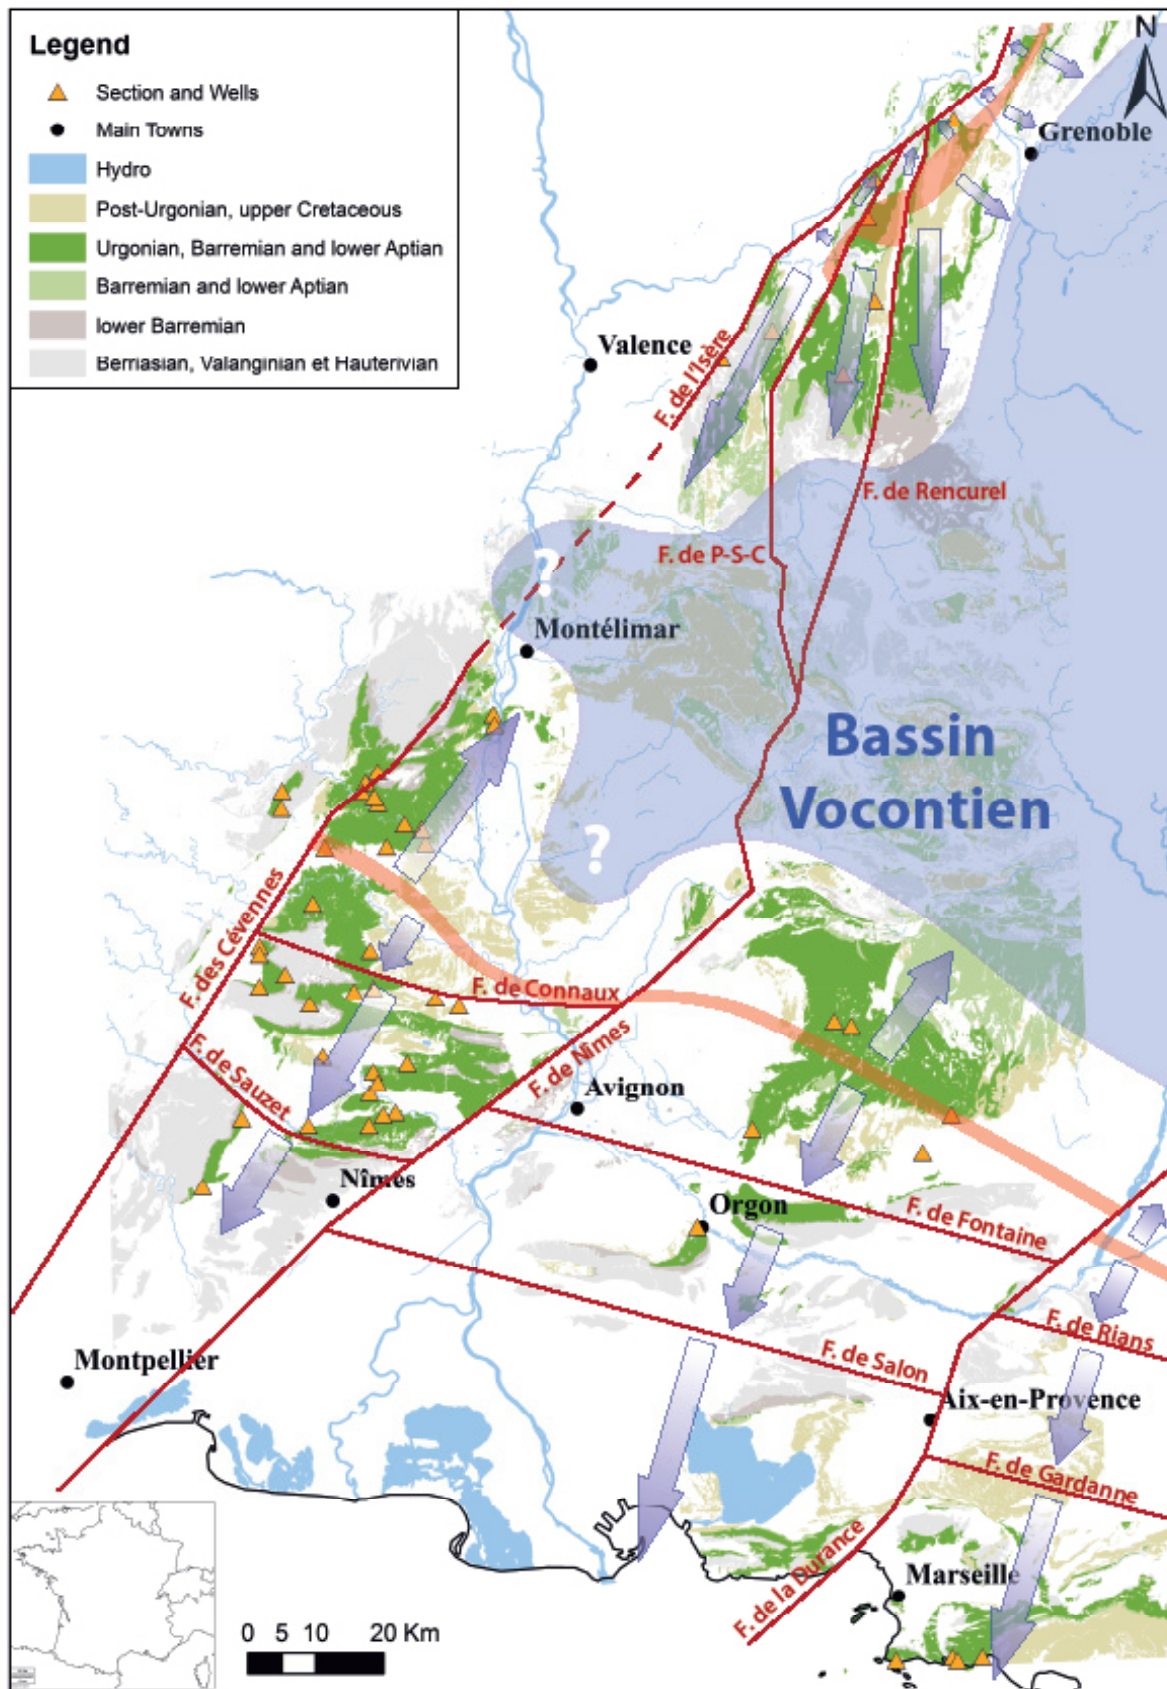 Legend
Section and Wells
Main Towns
Hydro
Post-Urgonian, upper Cretaceous
Urgonian, Barremian and lower Aptian
Barremian and lower Aptian
lower Barremian
Berriasian, Valanginian et Hauterivian
N
Grenoble
Valence
F. de l'Isère
F. de Rencurel
F. de P-S-C
?
Montélimar
Bassin
Vocontien
?
F. des Cévennes
F. de Connaux
F. de Sauzet
F. de Nîmes
Avignon
Nîmes
Orgon
F. de Fontaine
F. de Rians
Montpellier
F. de Salon
Aix-en-Provence
F. de Gardanne
F. de la Durance
Marseille
0 5 10 20 Km